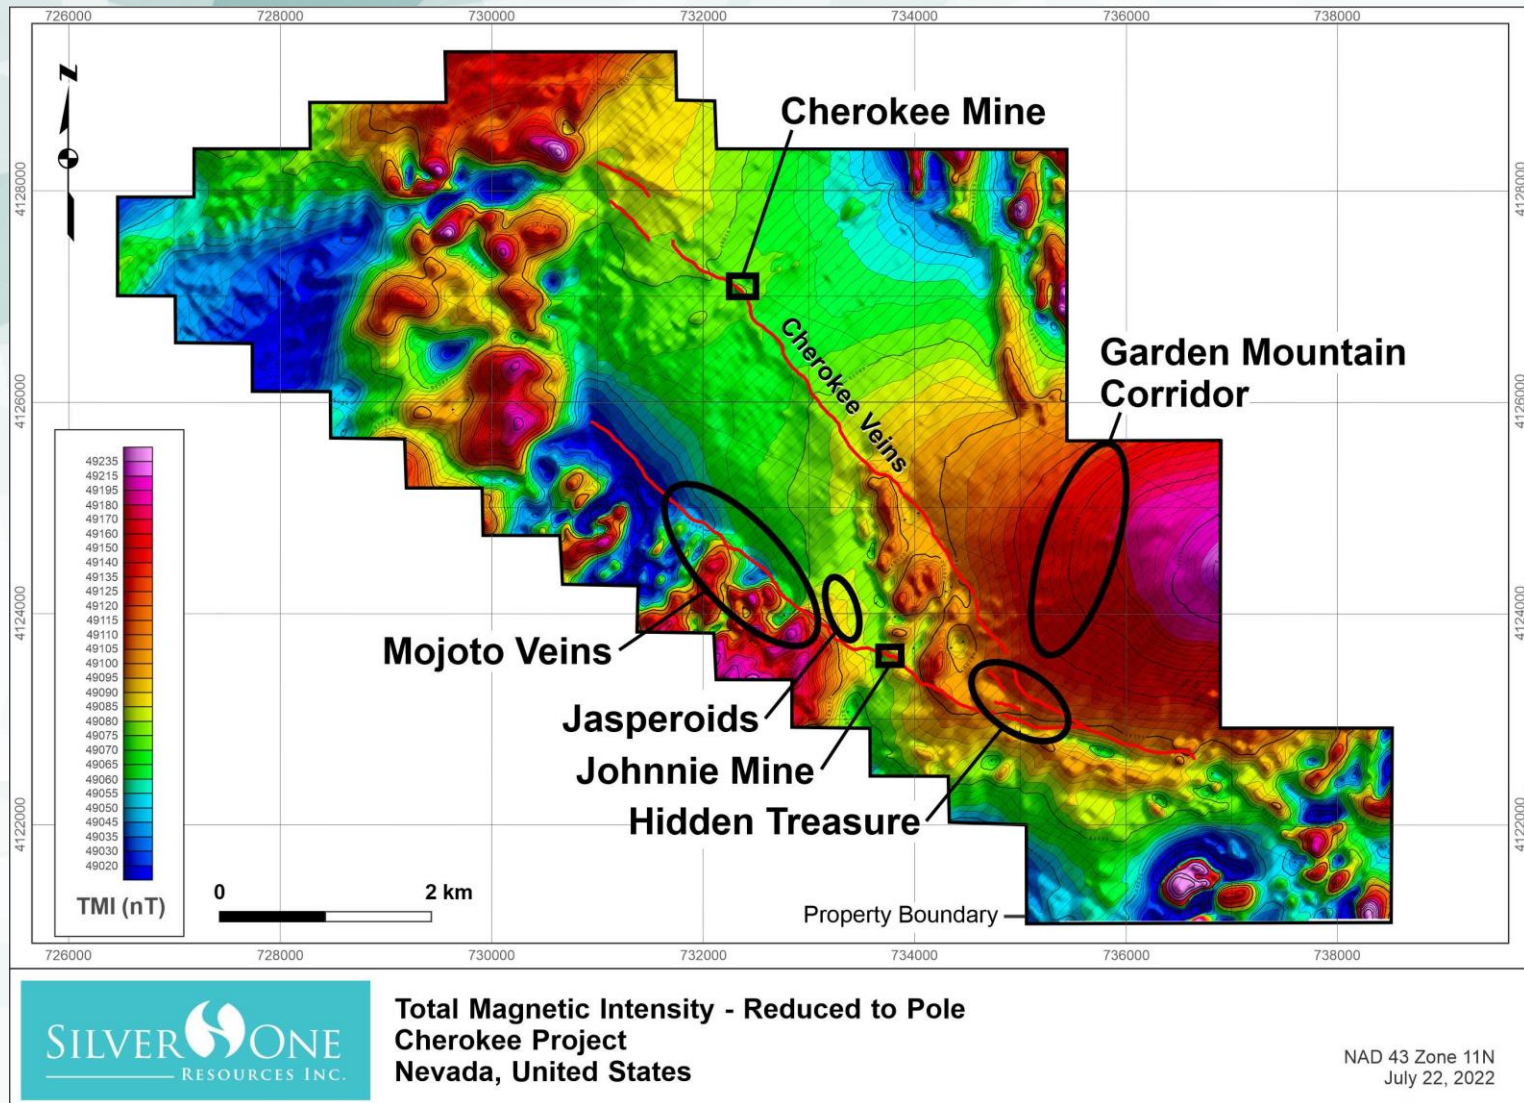 726000
728000
730000
732000
734000
736000
738000
N
Cherokee Mine
4128000
4128000
Cherokee Veins
Garden Mountain
Corridor
4126000
4126000
49235
49215
49195
49180
49170
49160
49150
49140
49135
49125
49120
49115
49110
49105
49100
49095
49090
49085
49080
49075
49070
49065
49060
49055
49050
49045
49035
49030
49020
TMI (nT)
4124000
4124000
Mojoto Veins
Jasperoids
Johnnie Mine
Hidden Treasure
4122000
4122000
0
2 km
Property Boundary
726000
728000
730000
732000
734000
736000
738000
SILVER ONE
RESOURCES INC.
Total Magnetic Intensity - Reduced to Pole
Cherokee Project
Nevada, United States
NAD 43 Zone 11N
July 22, 2022